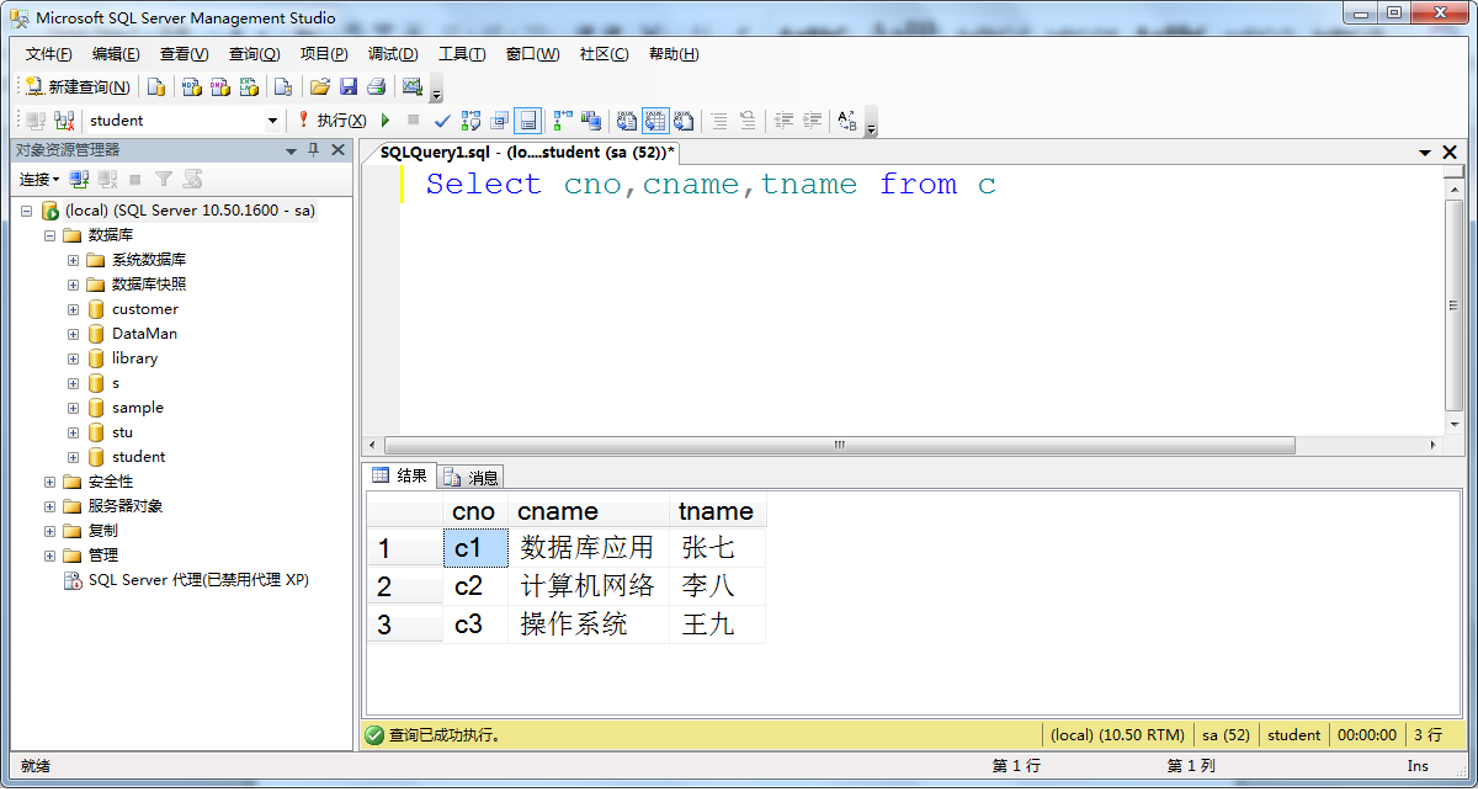 Microsoft SQL Server Management Studio
文件(F) 编辑(E) 查看(V) 查询(Q) 项目(P) 调试(D) 工具(T) 窗口(W) 社区(C) 帮助(H)
新建查询(N)
student 执行(X)
对象资源管理器
SQLQuery1.sql - (lo....student (sa (52))*
连接
Select cno,cname,tname from c
(local) (SQL Server 10.50.1600 - sa)
数据库
系统数据库
数据库快照
customer
DataMan
library
s
sample
stu
student
安全性
服务器对象
复制
管理
SQL Server 代理(已禁用代理 XP)
结果 消息
cno cname tname
1 c1 数据库应用 张七
2 c2 计算机网络 李八
3 c3 操作系统 王九
查询已成功执行。 (local) (10.50 RTM) sa (52) student 00:00:00 3 行
就绪 第 1 行 第 1 列 Ins